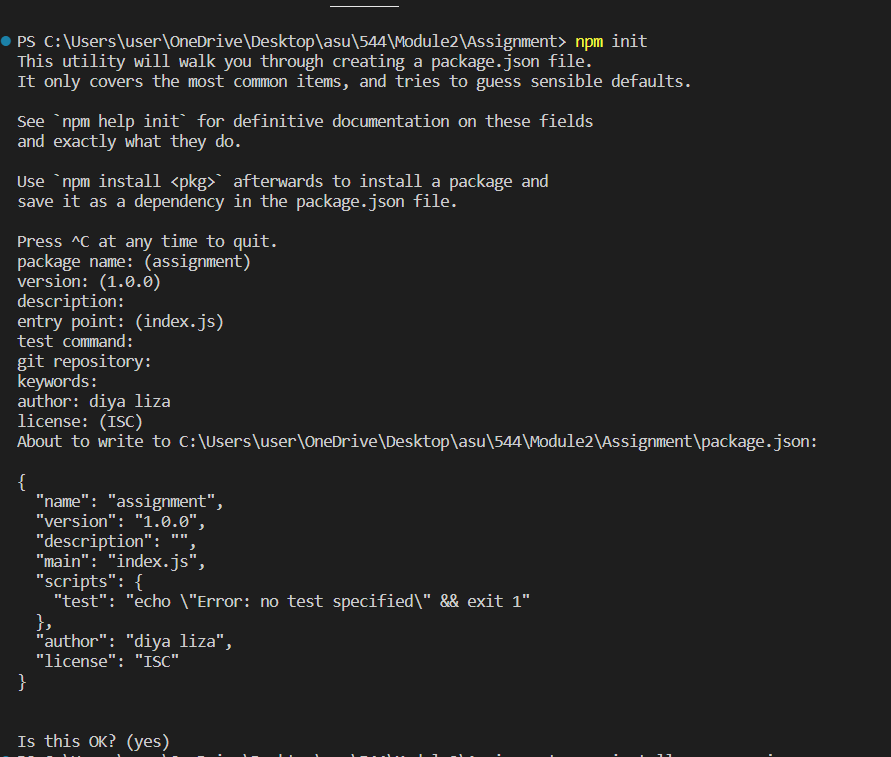 PS C:\Users\user\OneDrive\Desktop\asu\544\Module2\Assignment> npm init
This utility will walk you through creating a package.json file.
It only covers the most common items, and tries to guess sensible defaults.
See `npm help init` for definitive documentation on these fields
and exactly what they do.
Use `npm install <pkg>` afterwards to install a package and
save it as a dependency in the package.json file.
Press ^C at any time to quit.
package name: (assignment)
version: (1.0.0)
description:
entry point: (index.js)
test command:
git repository:
keywords:
author: diya liza
license: (ISC)
About to write to C:\Users\user\OneDrive\Desktop\asu\544\Module2\Assignment\package.json:
{
  "name": "assignment",
  "version": "1.0.0",
  "description": "",
  "main": "index.js",
  "scripts": {
    "test": "echo \"Error: no test specified\" && exit 1"
  },
  "author": "diya liza",
  "license": "ISC"
}
Is this OK? (yes)